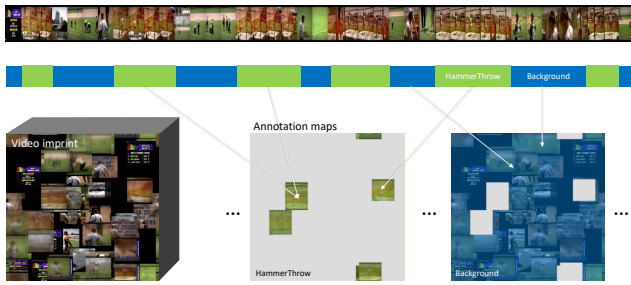 HammerThrow
Background
Annotation maps
Video imprint
...
...
...
HammerThrow
Background